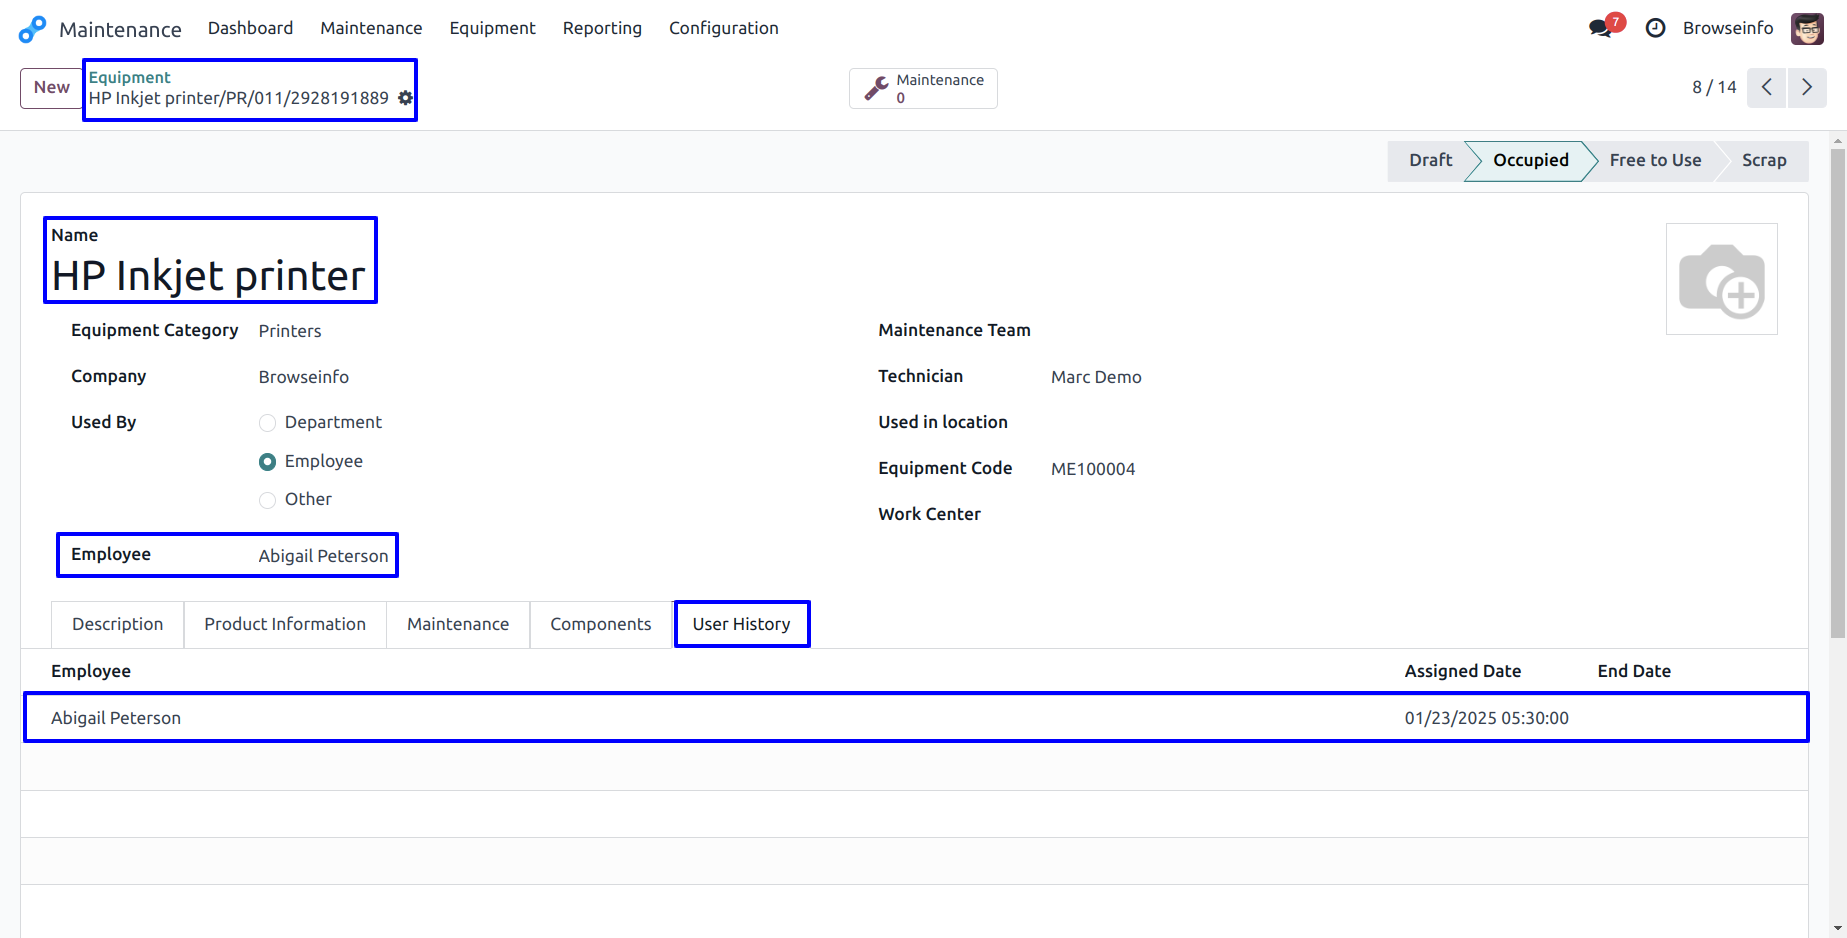 Maintenance Dashboard Maintenance Equipment Reporting Configuration 7 Browseinfo
New
Equipment
HP Inkjet printer/PR/011/2928191889
Maintenance
0
8 / 14
Draft Occupied Free to Use Scrap
Name
HP Inkjet printer
Equipment Category Printers
Company Browseinfo
Used By Department
Employee
Other
Employee Abigail Peterson
Maintenance Team
Technician Marc Demo
Used in location
Equipment Code ME100004
Work Center
Description Product Information Maintenance Components User History
Employee Assigned Date End Date
Abigail Peterson 01/23/2025 05:30:00